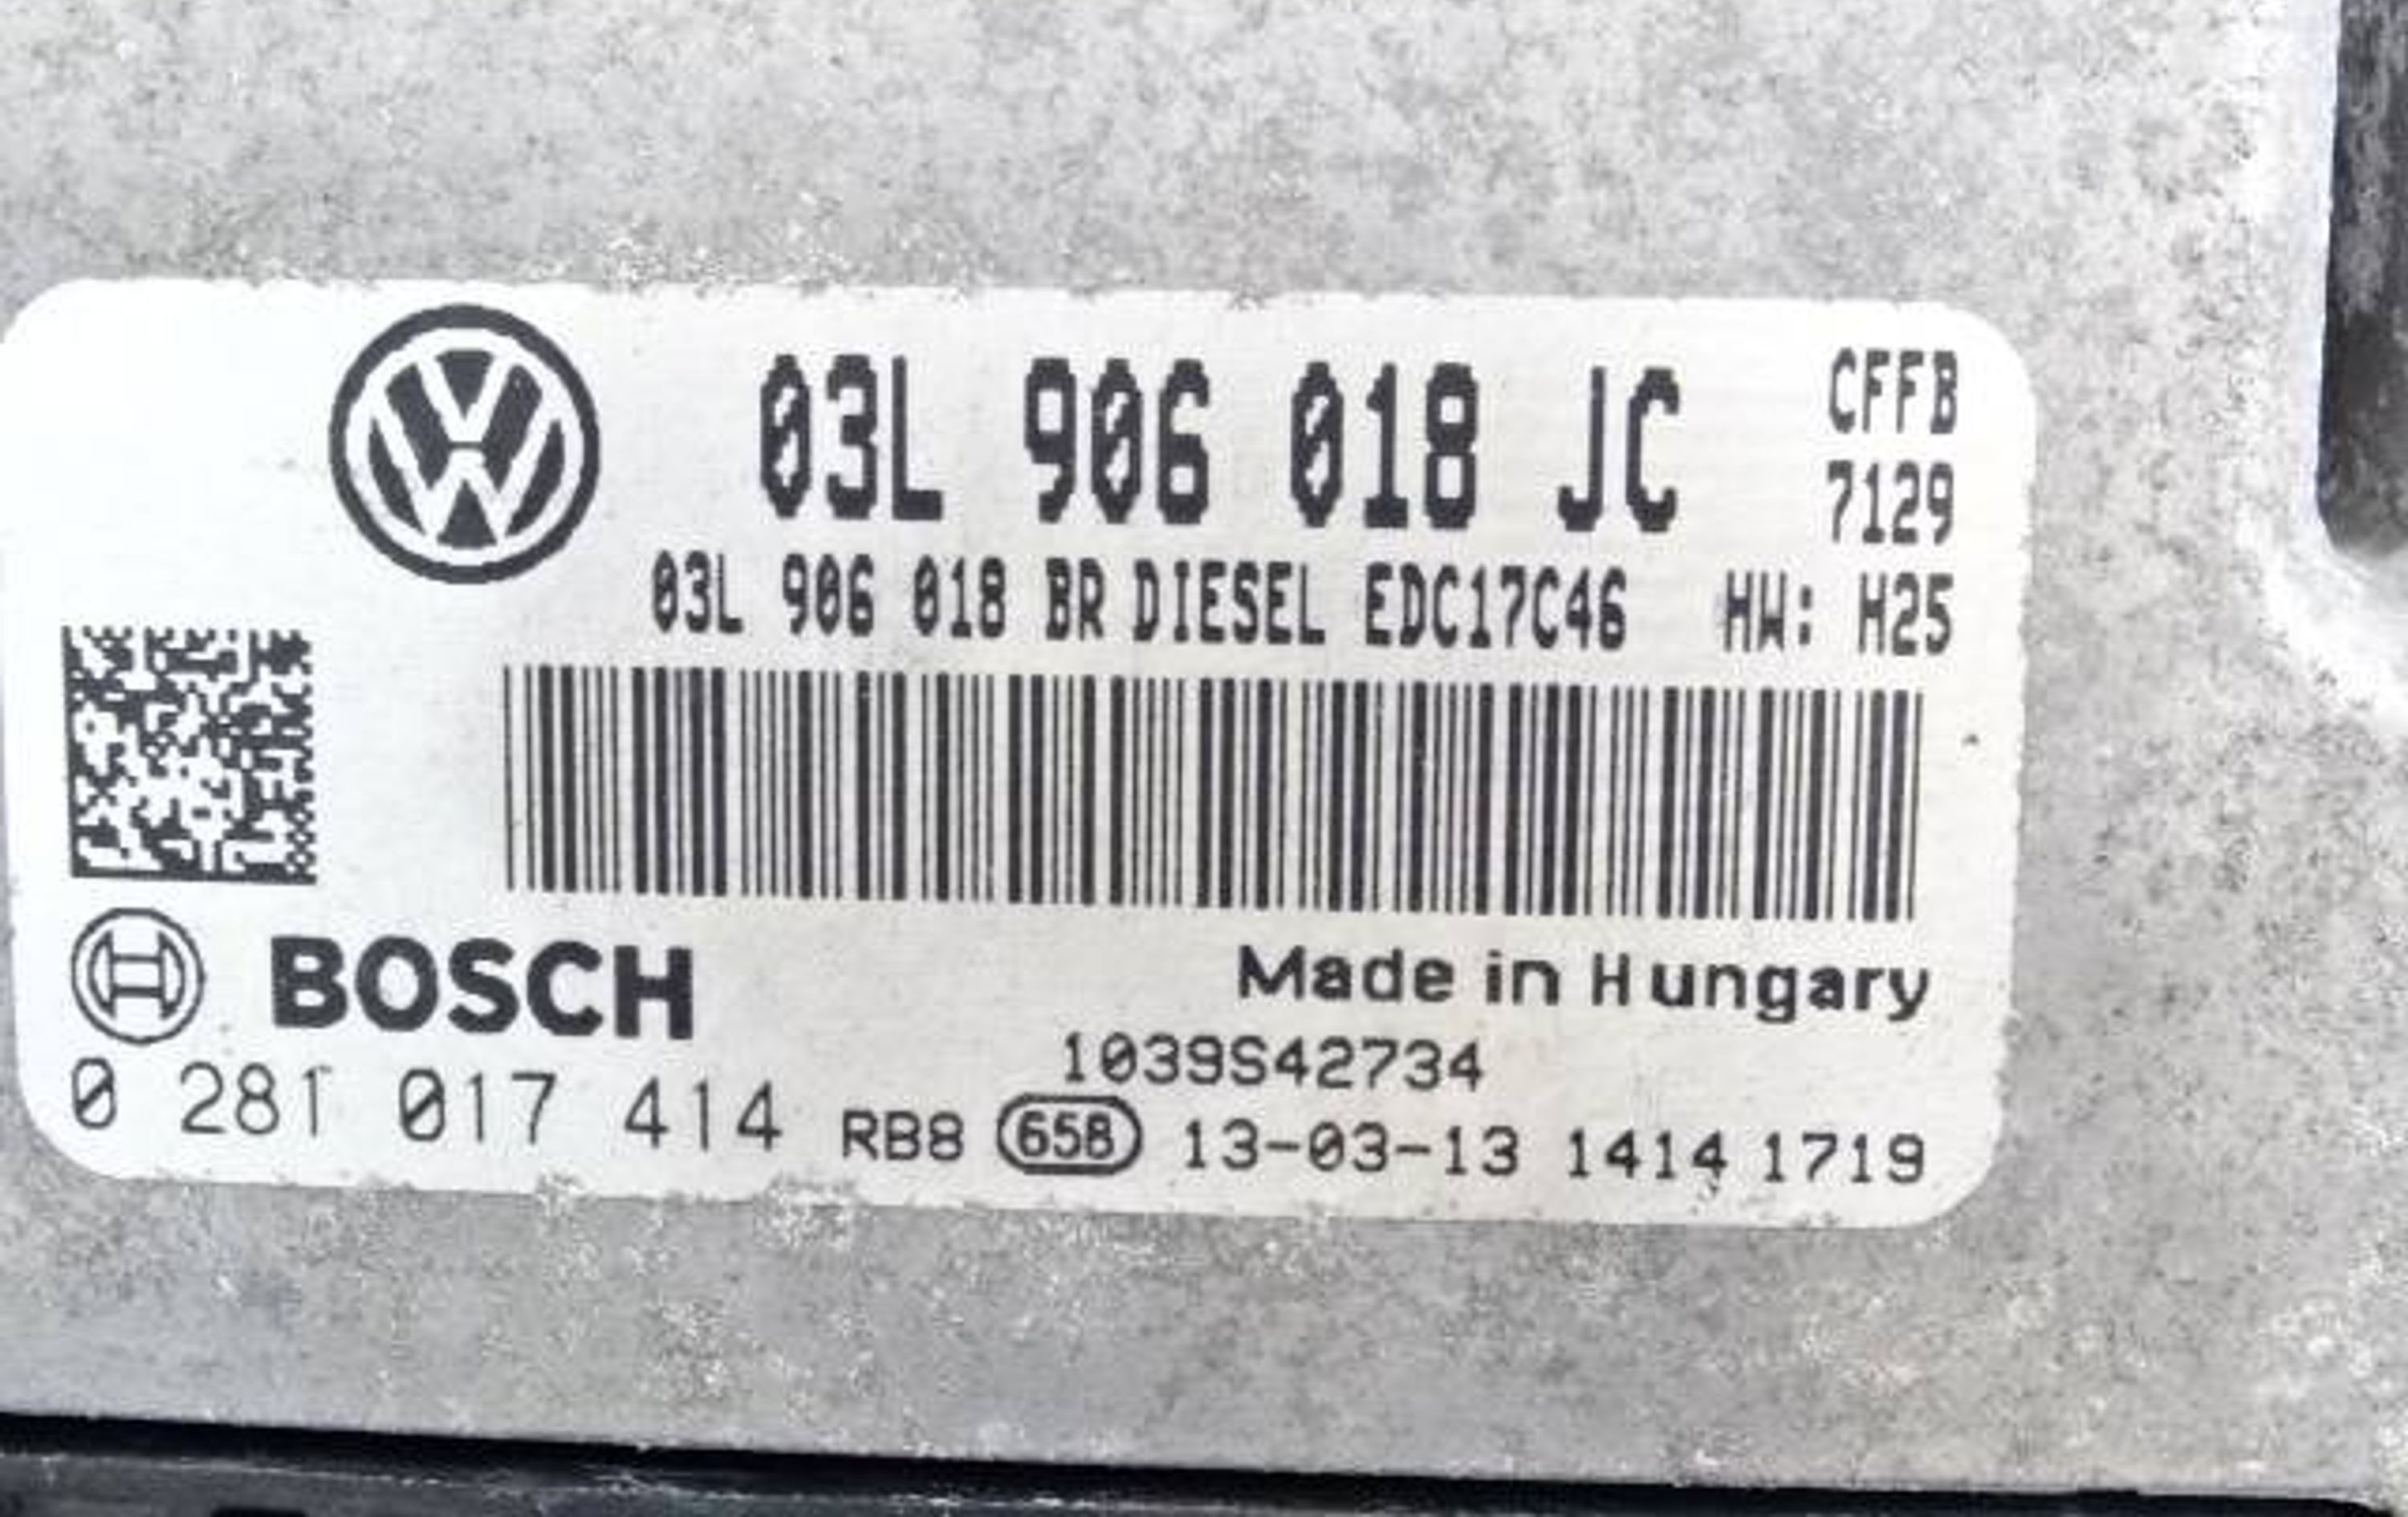 03L 906 018 JC
CFFB
7129
03L 906 018 BR DIESEL EDC17C46 HW: H25
BOSCH
Made in Hungary
1039S42734
0 281 017 414 RB8 658 13-03-13 1414 1719